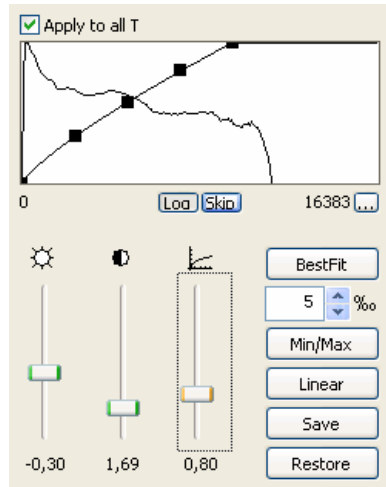 Apply to all T
0 Log Skip 16383 ...
BestFit
5 ‰
Min/Max
Linear
Save
-0,30 1,69 0,80 Restore